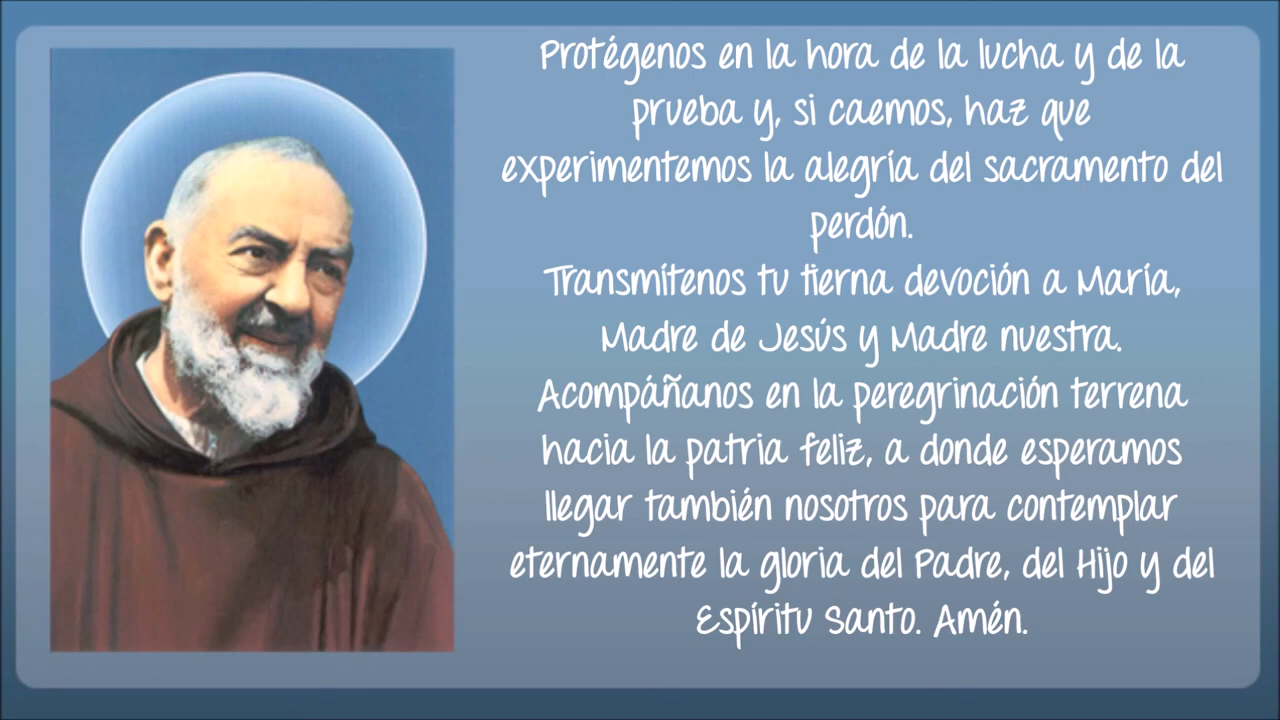 Protégenos en la hora de la lucha y de la
prueba y, si caemos, haz que
experimentemos la alegría del sacramento del
perdón.
Transmítenos tu tierna devoción a María,
Madre de Jesús y Madre nuestra.
Acompáñanos en la peregrinación terrena
hacia la patria feliz, a donde esperamos
llegar también nosotros para contemplar
eternamente la gloria del Padre, del Hijo y del
Espíritu Santo. Amén.